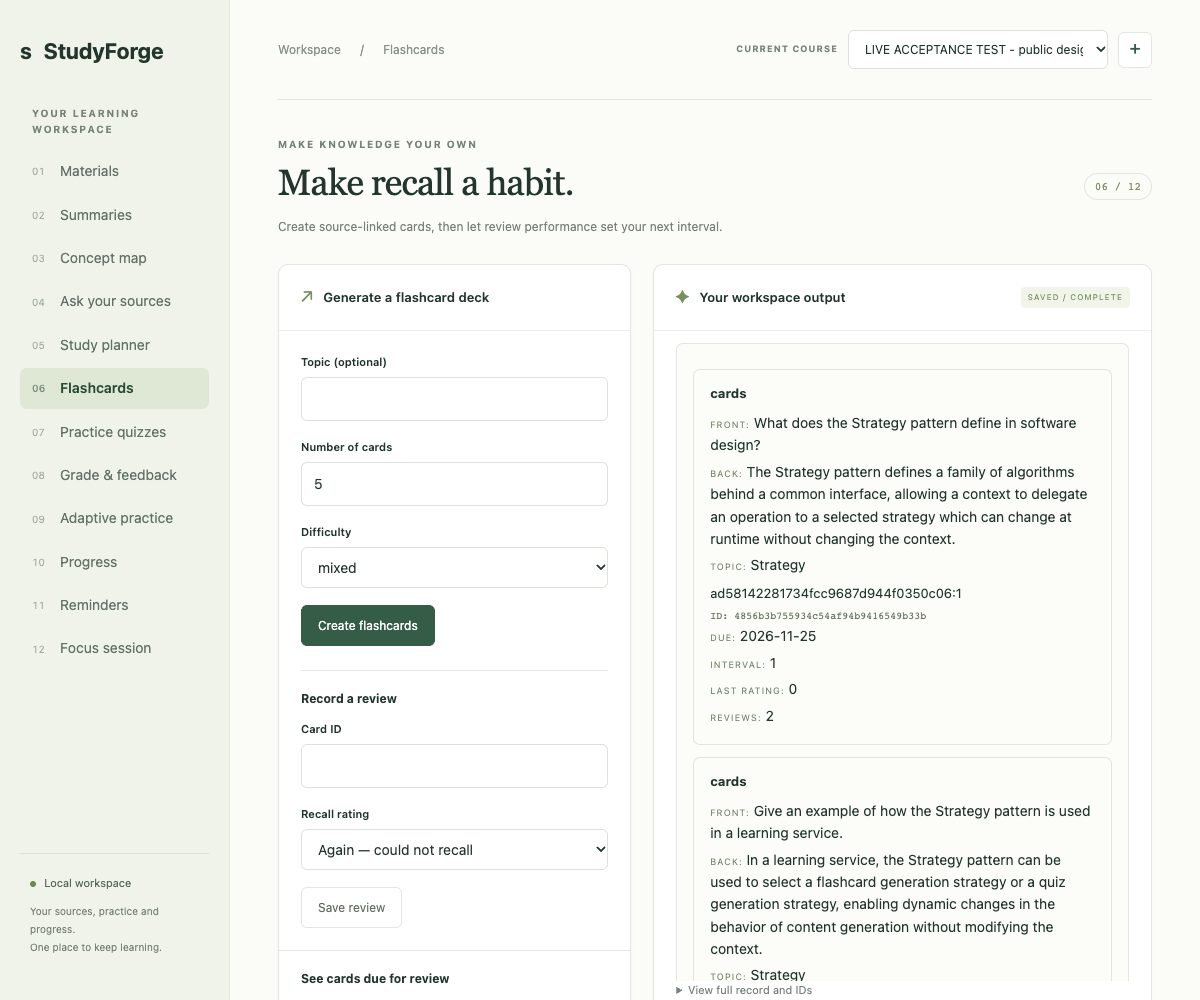 s StudyForge
YOUR LEARNING
WORKSPACE
01 Materials
02 Summaries
03 Concept map
04 Ask your sources
05 Study planner
06 Flashcards
07 Practice quizzes
08 Grade & feedback
09 Adaptive practice
10 Progress
11 Reminders
12 Focus session
Local workspace
Your sources, practice and
progress.
One place to keep learning.
Workspace / Flashcards
CURRENT COURSE
LIVE ACCEPTANCE TEST - public desig
+
MAKE KNOWLEDGE YOUR OWN
Make recall a habit.
06 / 12
Create source-linked cards, then let review performance set your next interval.
Generate a flashcard deck
Topic (optional)
Number of cards
5
Difficulty
mixed
Create flashcards
Record a review
Card ID
Recall rating
Again — could not recall
Save review
See cards due for review
Your workspace output
SAVED / COMPLETE
cards
FRONT: What does the Strategy pattern define in software
design?
BACK: The Strategy pattern defines a family of algorithms
behind a common interface, allowing a context to delegate
an operation to a selected strategy which can change at
runtime without changing the context.
TOPIC: Strategy
ad58142281734fcc9687d944f0350c06:1
ID: 4856b3b755934c54af94b9416549b33b
DUE: 2026-11-25
INTERVAL: 1
LAST RATING: 0
REVIEWS: 2
cards
FRONT: Give an example of how the Strategy pattern is used
in a learning service.
BACK: In a learning service, the Strategy pattern can be
used to select a flashcard generation strategy or a quiz
generation strategy, enabling dynamic changes in the
behavior of content generation without modifying the
context.
TOPIC: Strategy
View full record and IDs